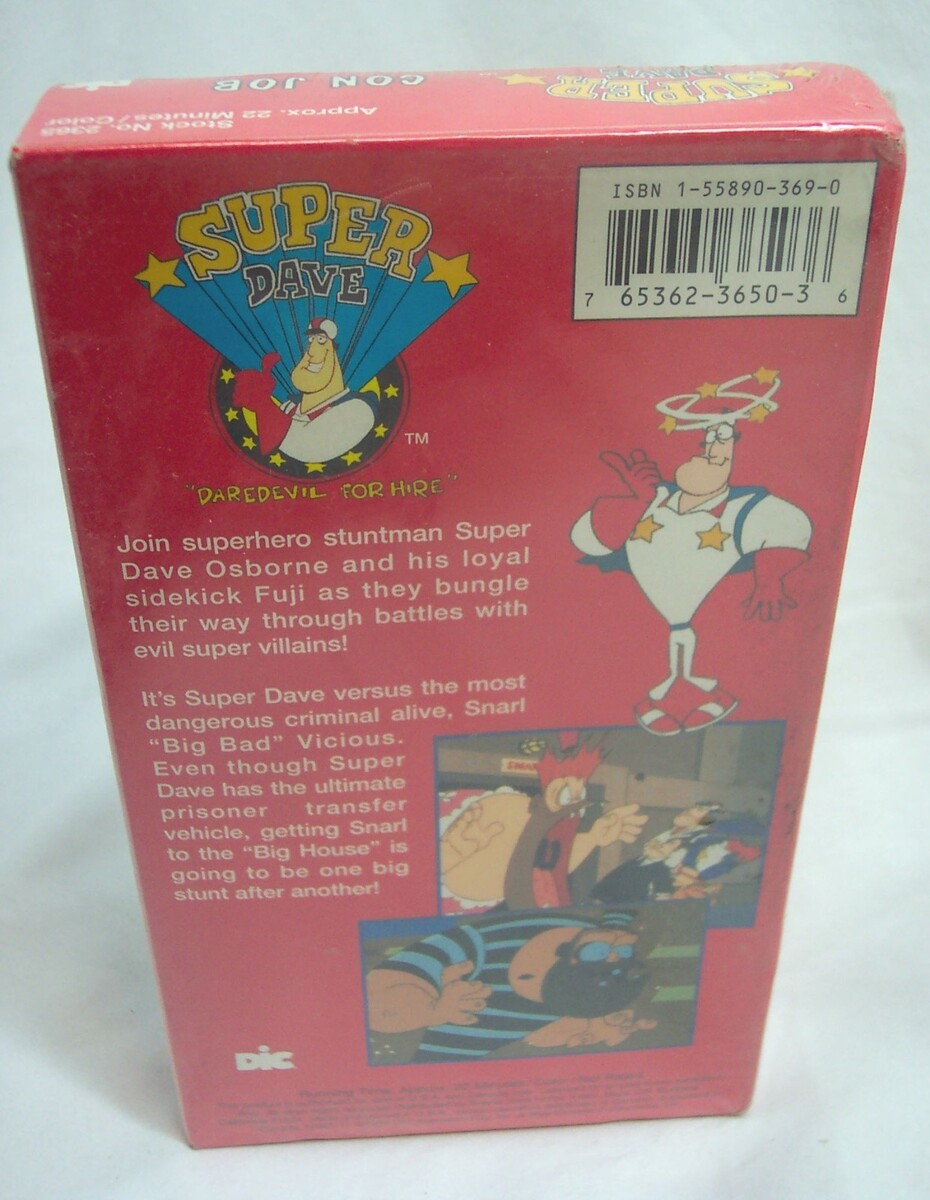 SUPER DAVE
CON JOB
DIC
Approx. 22 Minutes/Color
Stock No. 2365
ISBN 1-55890-369-0
7 65362-3650-3 6
SUPER
DAVE
TM
"DAREDEVIL FOR HIRE"
Join superhero stuntman Super
Dave Osborne and his loyal
sidekick Fuji as they bungle
their way through battles with
evil super villains!
It's Super Dave versus the most
dangerous criminal alive, Snarl
"Big Bad" Vicious.
Even though Super
Dave has the ultimate
prisoner transfer
vehicle, getting Snarl
to the "Big House" is
going to be one big
stunt after another!
DIC